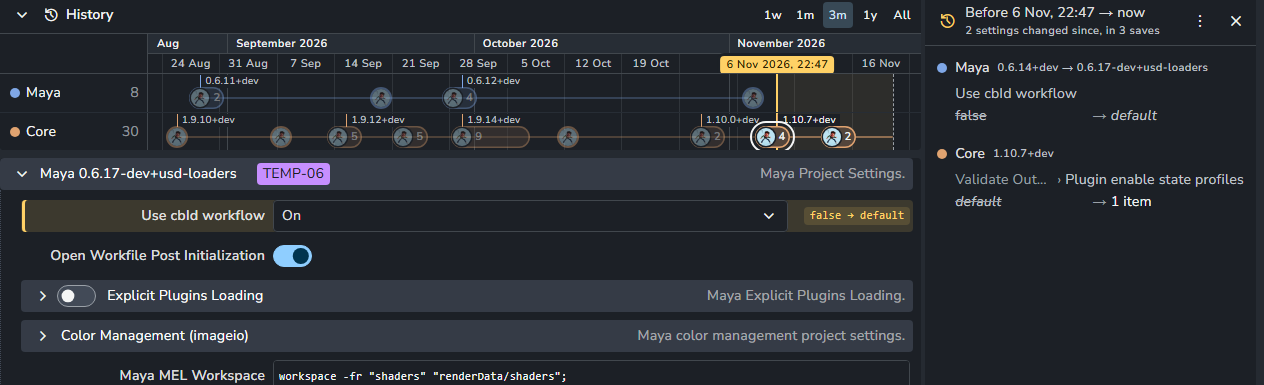 History
1w 1m 3m 1y All
Aug September 2026 October 2026 November 2026
24 Aug 31 Aug 7 Sep 14 Sep 21 Sep 28 Sep 5 Oct 12 Oct 19 Oct 6 Nov 2026, 22:47 16 Nov
0.6.11+dev 0.6.12+dev
Maya 8 2 4
1.9.10+dev 1.9.12+dev 1.9.14+dev 1.10.0+dev 1.10.7+dev
Core 30 5 5 9 2 4 2
Maya 0.6.17-dev+usd-loaders TEMP-06 Maya Project Settings.
Use cbId workflow On false → default
Open Workfile Post Initialization
Explicit Plugins Loading Maya Explicit Plugins Loading.
Color Management (imageio) Maya color management project settings.
Maya MEL Workspace workspace -fr "shaders" "renderData/shaders";
Before 6 Nov, 22:47 → now
2 settings changed since, in 3 saves
Maya 0.6.14+dev → 0.6.17-dev+usd-loaders
Use cbId workflow
false → default
Core 1.10.7+dev
Validate Out... › Plugin enable state profiles
default → 1 item